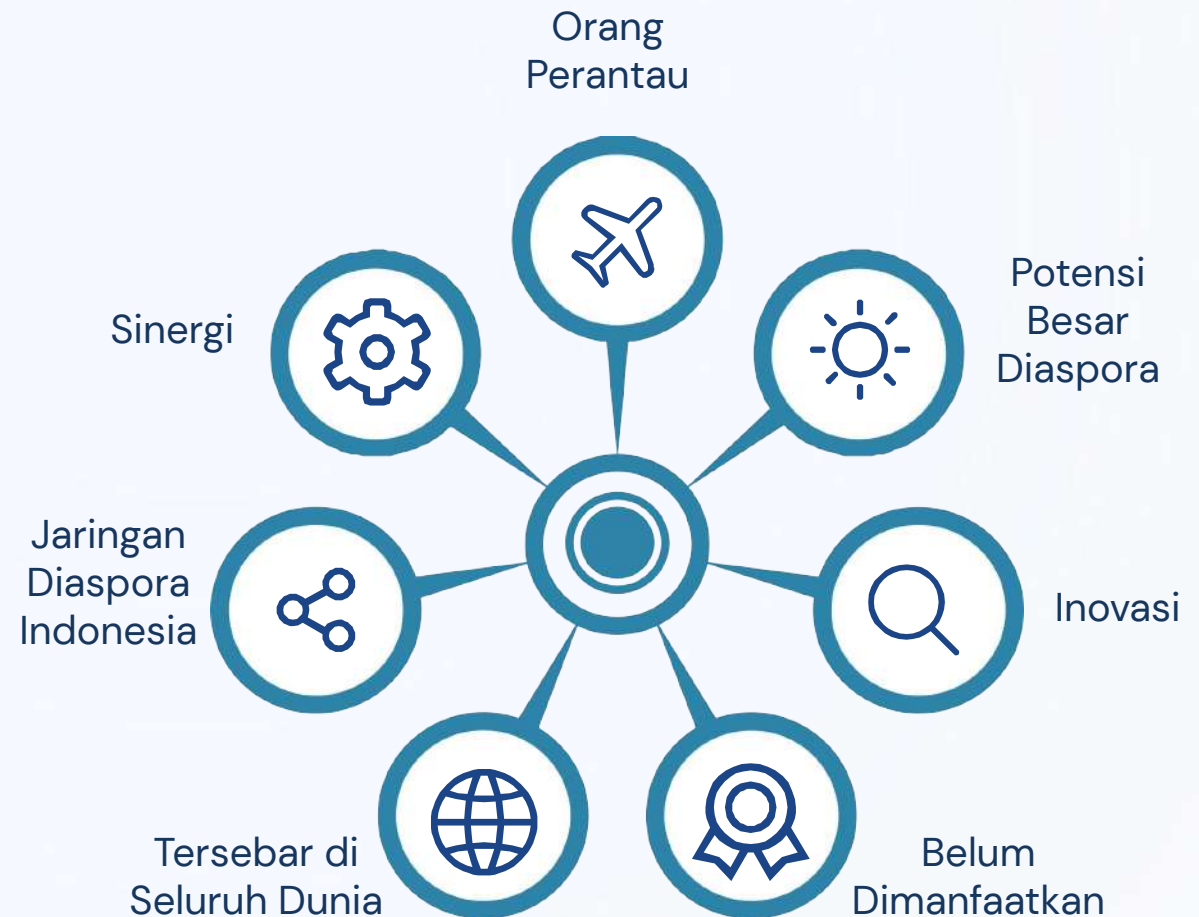 Orang
Perantau
Potensi
Besar
Diaspora
Sinergi
Jaringan
Diaspora
Indonesia
Inovasi
Tersebar di
Seluruh Dunia
Belum
Dimanfaatkan